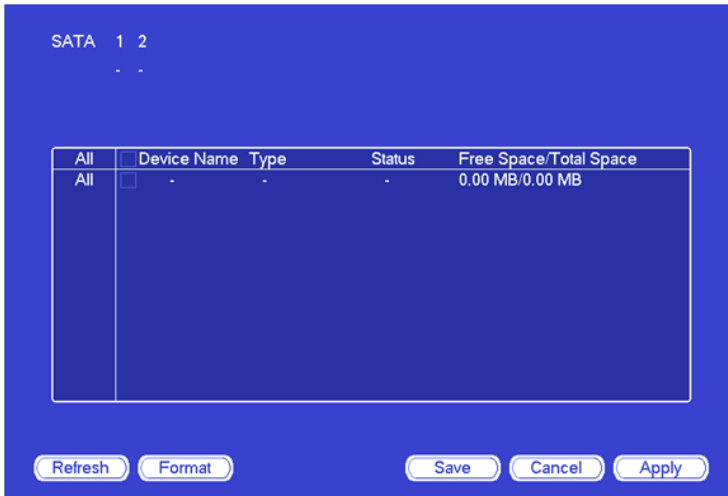 SATA 1 2
- -
All Device Name Type Status Free Space/Total Space
All - - - 0.00 MB/0.00 MB
Refresh Format Save Cancel Apply